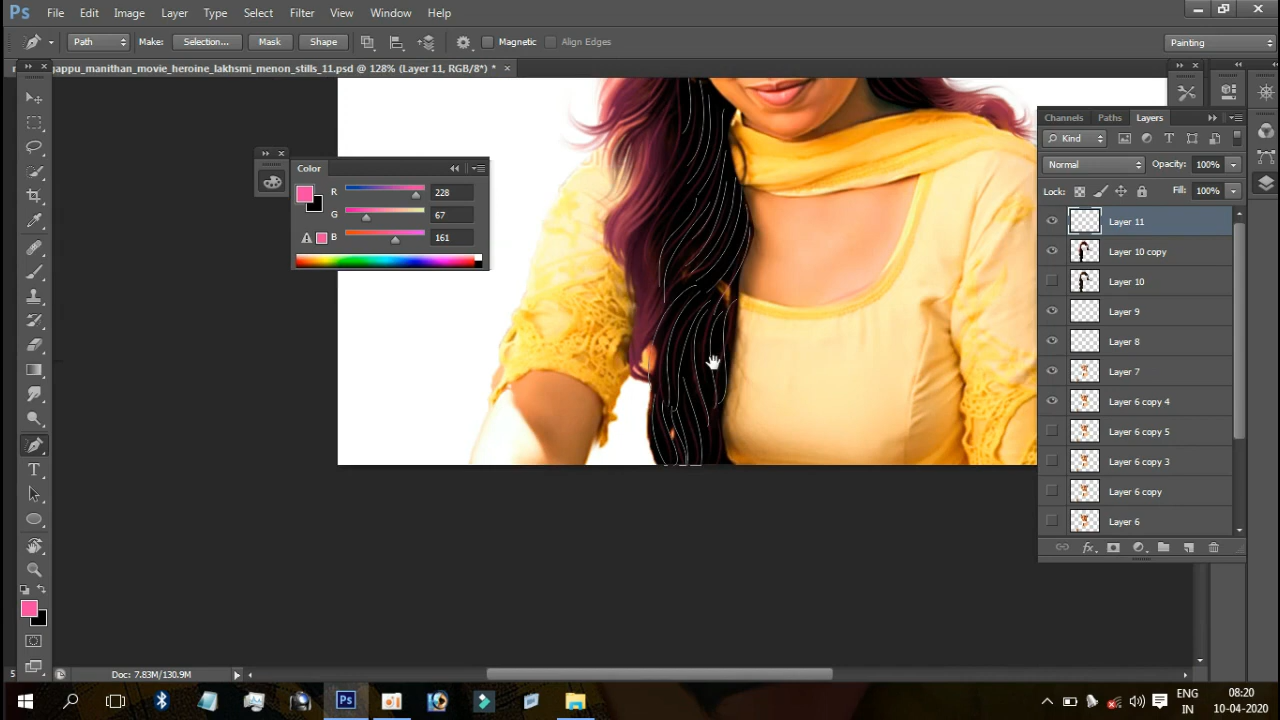 Ps File Edit Image Layer Type Select Filter View Window Help
Path Make: Selection... Mask Shape Magnetic Align Edges Painting
appu_manithan_movie_heroine_lakhsmi_menon_stills_11.psd @ 128% (Layer 11, RGB/8*) *
Color
R 228
G 67
B 161
Channels Paths Layers
Kind
Normal Opacity: 100%
Lock: Fill: 100%
Layer 11
Layer 10 copy
Layer 10
Layer 9
Layer 8
Layer 7
Layer 6 copy 4
Layer 6 copy 5
Layer 6 copy 3
Layer 6 copy
Layer 6
T
5 Doc: 7.83M/130.9M
Ps
ENG 08:20
IN 10-04-2020